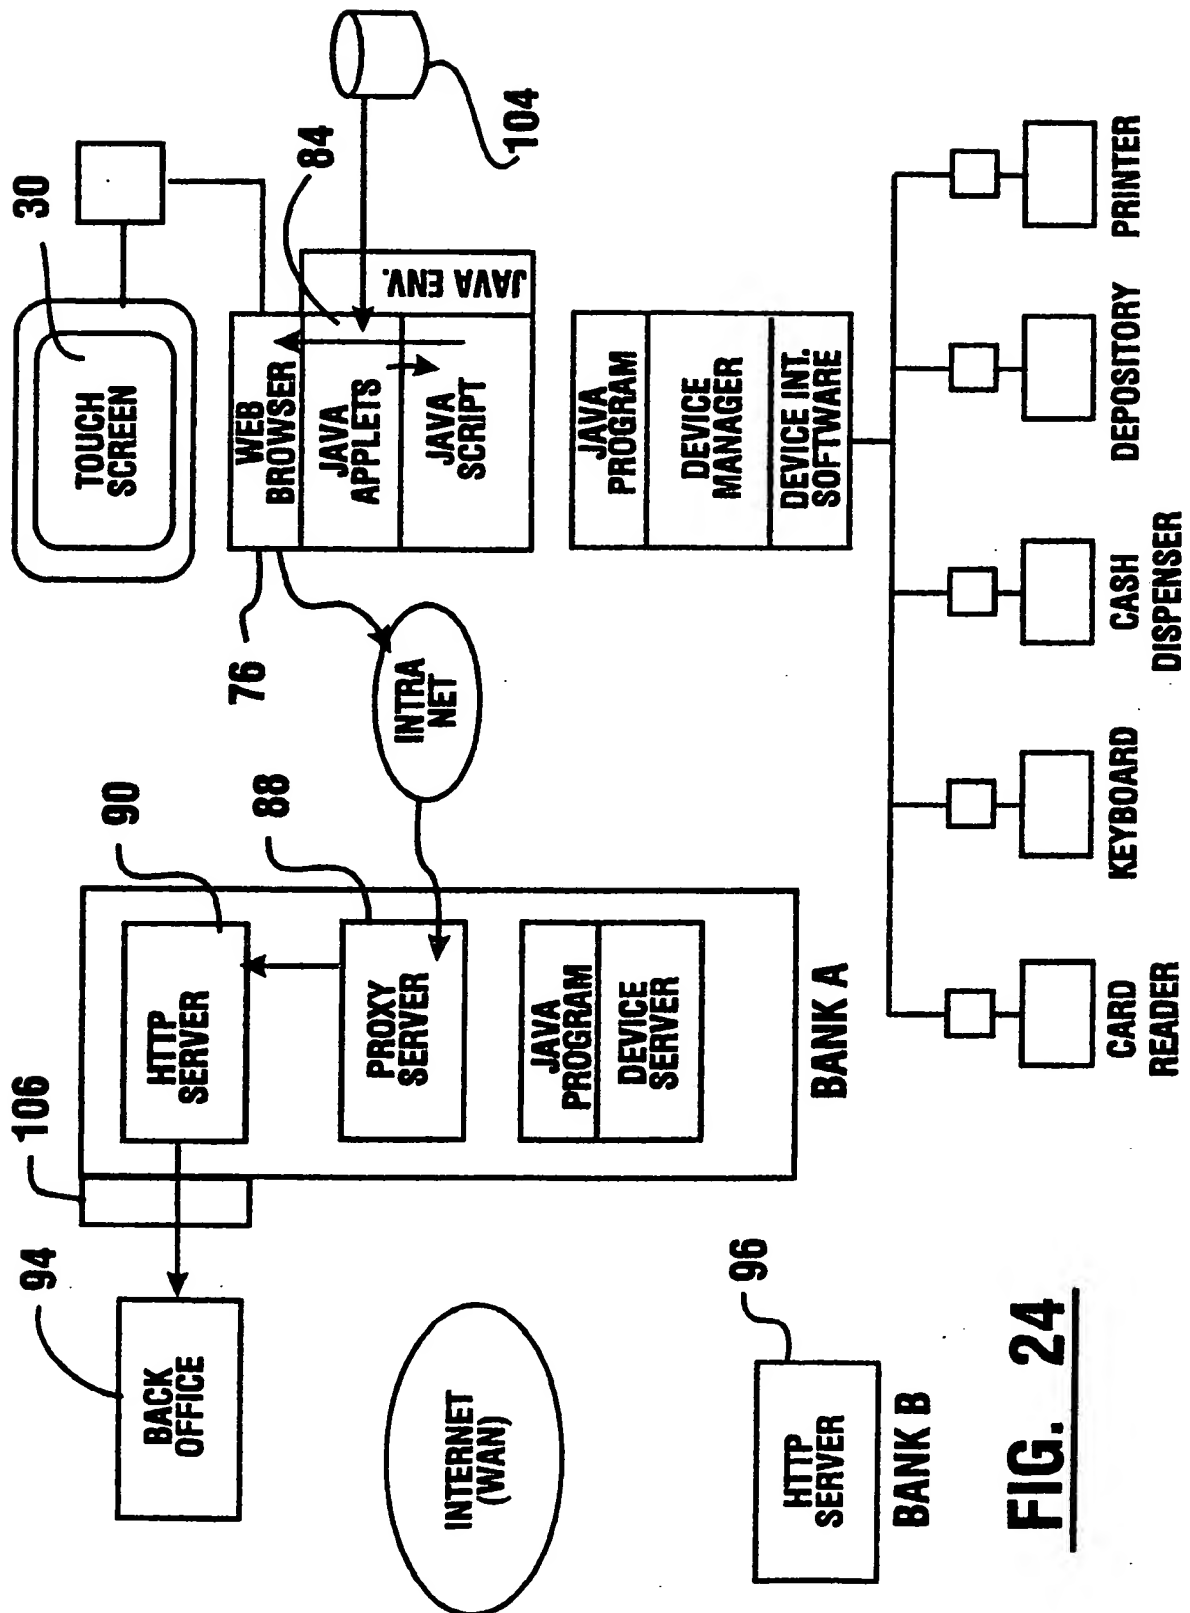 94
BACK
OFFICE
106
HTTP
SERVER
90
PROXY
SERVER
88
JAVA
PROGRAM
DEVICE
SERVER
BANK A
INTERNET
(WAN)
HTTP
SERVER
96
BANK B
INTRA
NET
TOUCH
SCREEN
30
76
WEB
BROWSER
JAVA
APPLETS
JAVA
SCRIPT
JAVA ENV.
84
104
JAVA
PROGRAM
DEVICE
MANAGER
DEVICE INT.
SOFTWARE
CARD
READER
KEYBOARD
CASH
DISPENSER
DEPOSITORY
PRINTER
FIG. 24